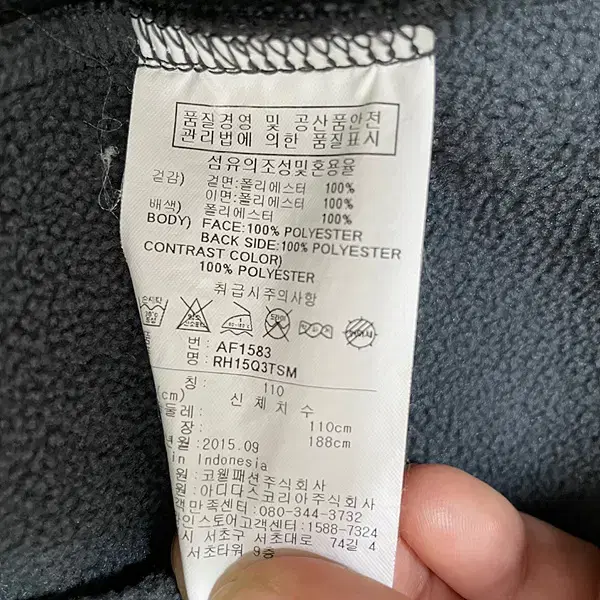 품질경영 및 공산품안전
관리법에 의한 품질표시
섬유의조성및혼용율
겉감) 겉면:폴리에스터 100%
이면:폴리에스터 100%
배색) 폴리에스터 100%
BODY) FACE:100% POLYESTER
BACK SIDE:100% POLYESTER
CONTRAST COLOR)
100% POLYESTER
취급시주의사항
번 : AF1583
명 : RH15Q3TSM
칭 : 110
cm) 신체치수
둘레: 110cm
장: 188cm
년월:2015.09
in Indonesia
원:코웰패션주식회사
원:아디다스코리아주식회사
객만족센터:080-344-3732
인스토어고객센터:1588-7324
시 서초구 서초대로 74길 4
서초타워 9층